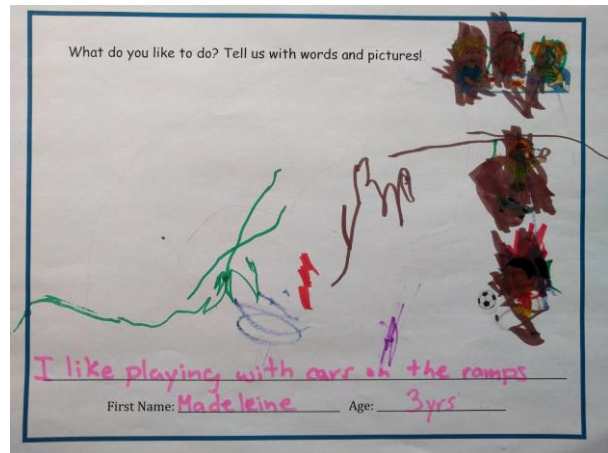 What do you like to do? Tell us with words and pictures!
I like playing with cars on the ramps
First Name: Madeleine Age: 3yrs